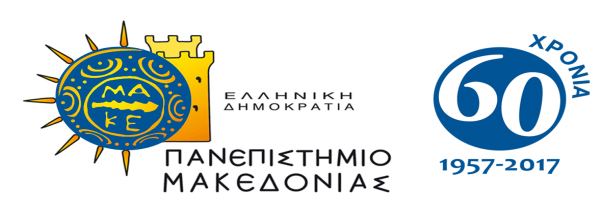 ΜΑ
ΚΕ
ΕΛΛΗΝΙΚΗ
ΔΗΜΟΚΡΑΤΙΑ
ΠΑΝΕΠΙΣΤΗΜΙΟ
ΜΑΚΕΔΟΝΙΑΣ
60
ΧΡΟΝΙΑ
1957-2017